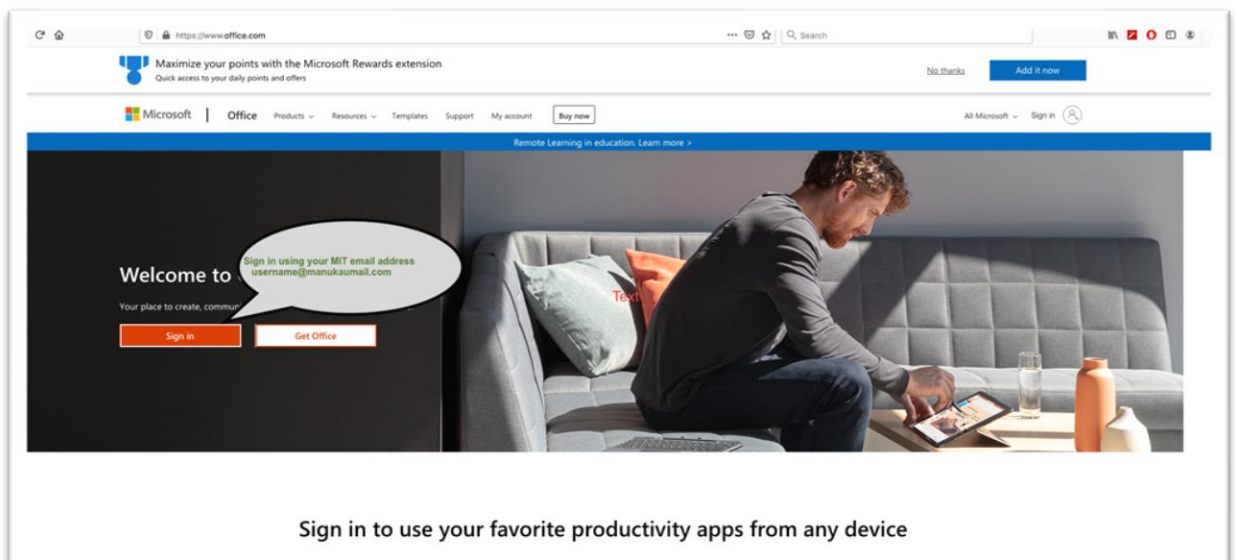 https://www.office.com
Search
Maximize your points with the Microsoft Rewards extension
Quick access to your daily points and offers
No thanks
Add it now
Microsoft
Office
Products
Resources
Templates
Support
My account
Buy now
All Microsoft
Sign in
Remote Learning in education. Learn more >
Sign in using your MIT email address
username@manukaumail.com
Welcome to
Your place to create,
Text
Sign in
Get Office
Sign in to use your favorite productivity apps from any device